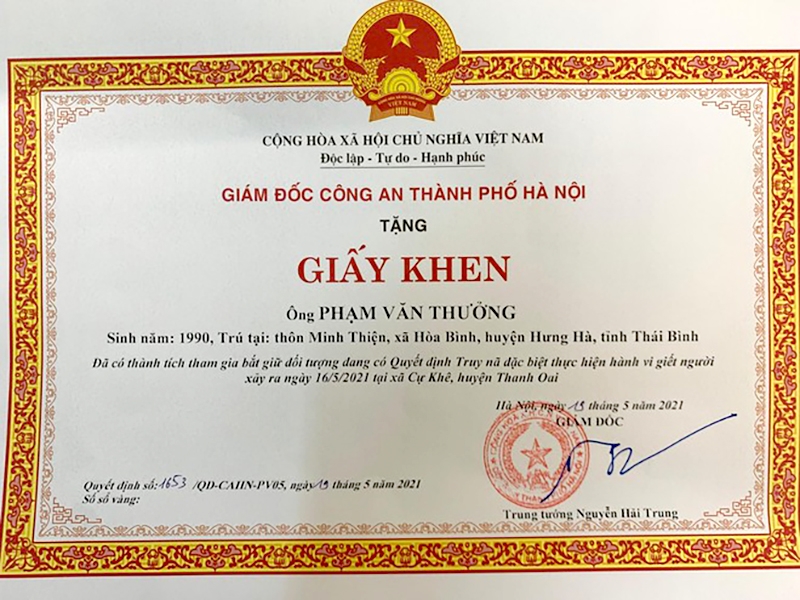 VIỆT NAM
CỘNG HÒA XÃ HỘI CHỦ NGHĨA VIỆT NAM
Độc lập - Tự do - Hạnh phúc
GIÁM ĐỐC CÔNG AN THÀNH PHỐ HÀ NỘI
TẶNG
GIẤY KHEN
Ông PHẠM VĂN THƯỞNG
Sinh năm: 1990, Trú tại: thôn Minh Thiện, xã Hòa Bình, huyện Hưng Hà, tỉnh Thái Bình
Đã có thành tích tham gia bắt giữ đối tượng đang có Quyết định Truy nã đặc biệt thực hiện hành vi giết người
xảy ra ngày 16/5/2021 tại xã Cự Khê, huyện Thanh Oai
Hà Nội, ngày 19 tháng 5 năm 2021
GIÁM ĐỐC
Quyết định số: 1653 /QĐ-CAHN-PV05, ngày 19 tháng 5 năm 2021
Số sổ vàng:
Trung tướng Nguyễn Hải Trung